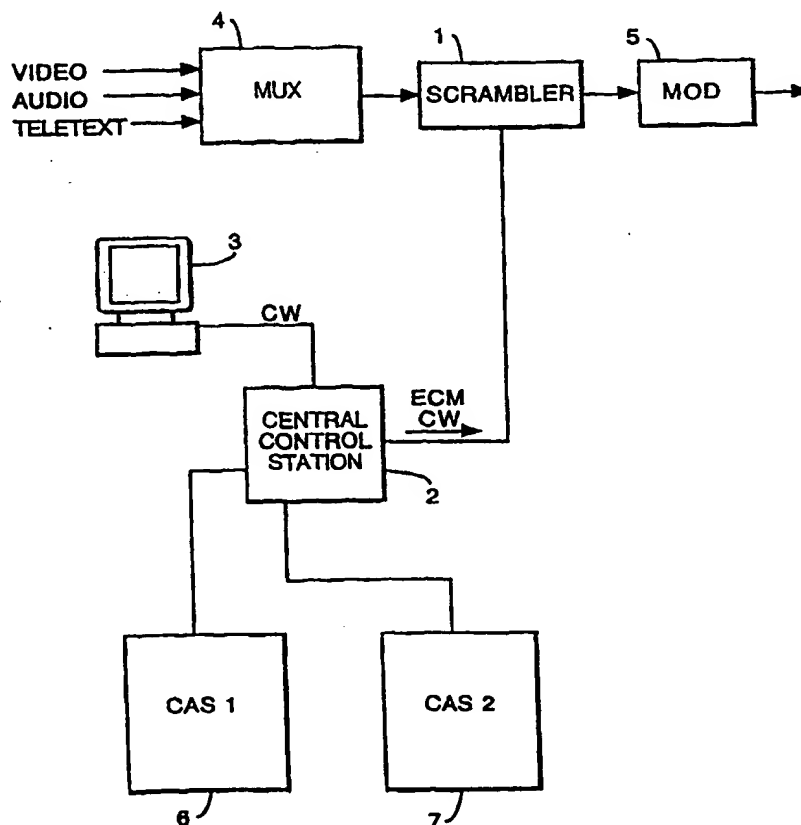 4
1
5
VIDEO
AUDIO
TELETEXT
MUX
SCRAMBLER
MOD
3
CW
CENTRAL
CONTROL
STATION
ECM
CW
2
CAS 1
CAS 2
6
7